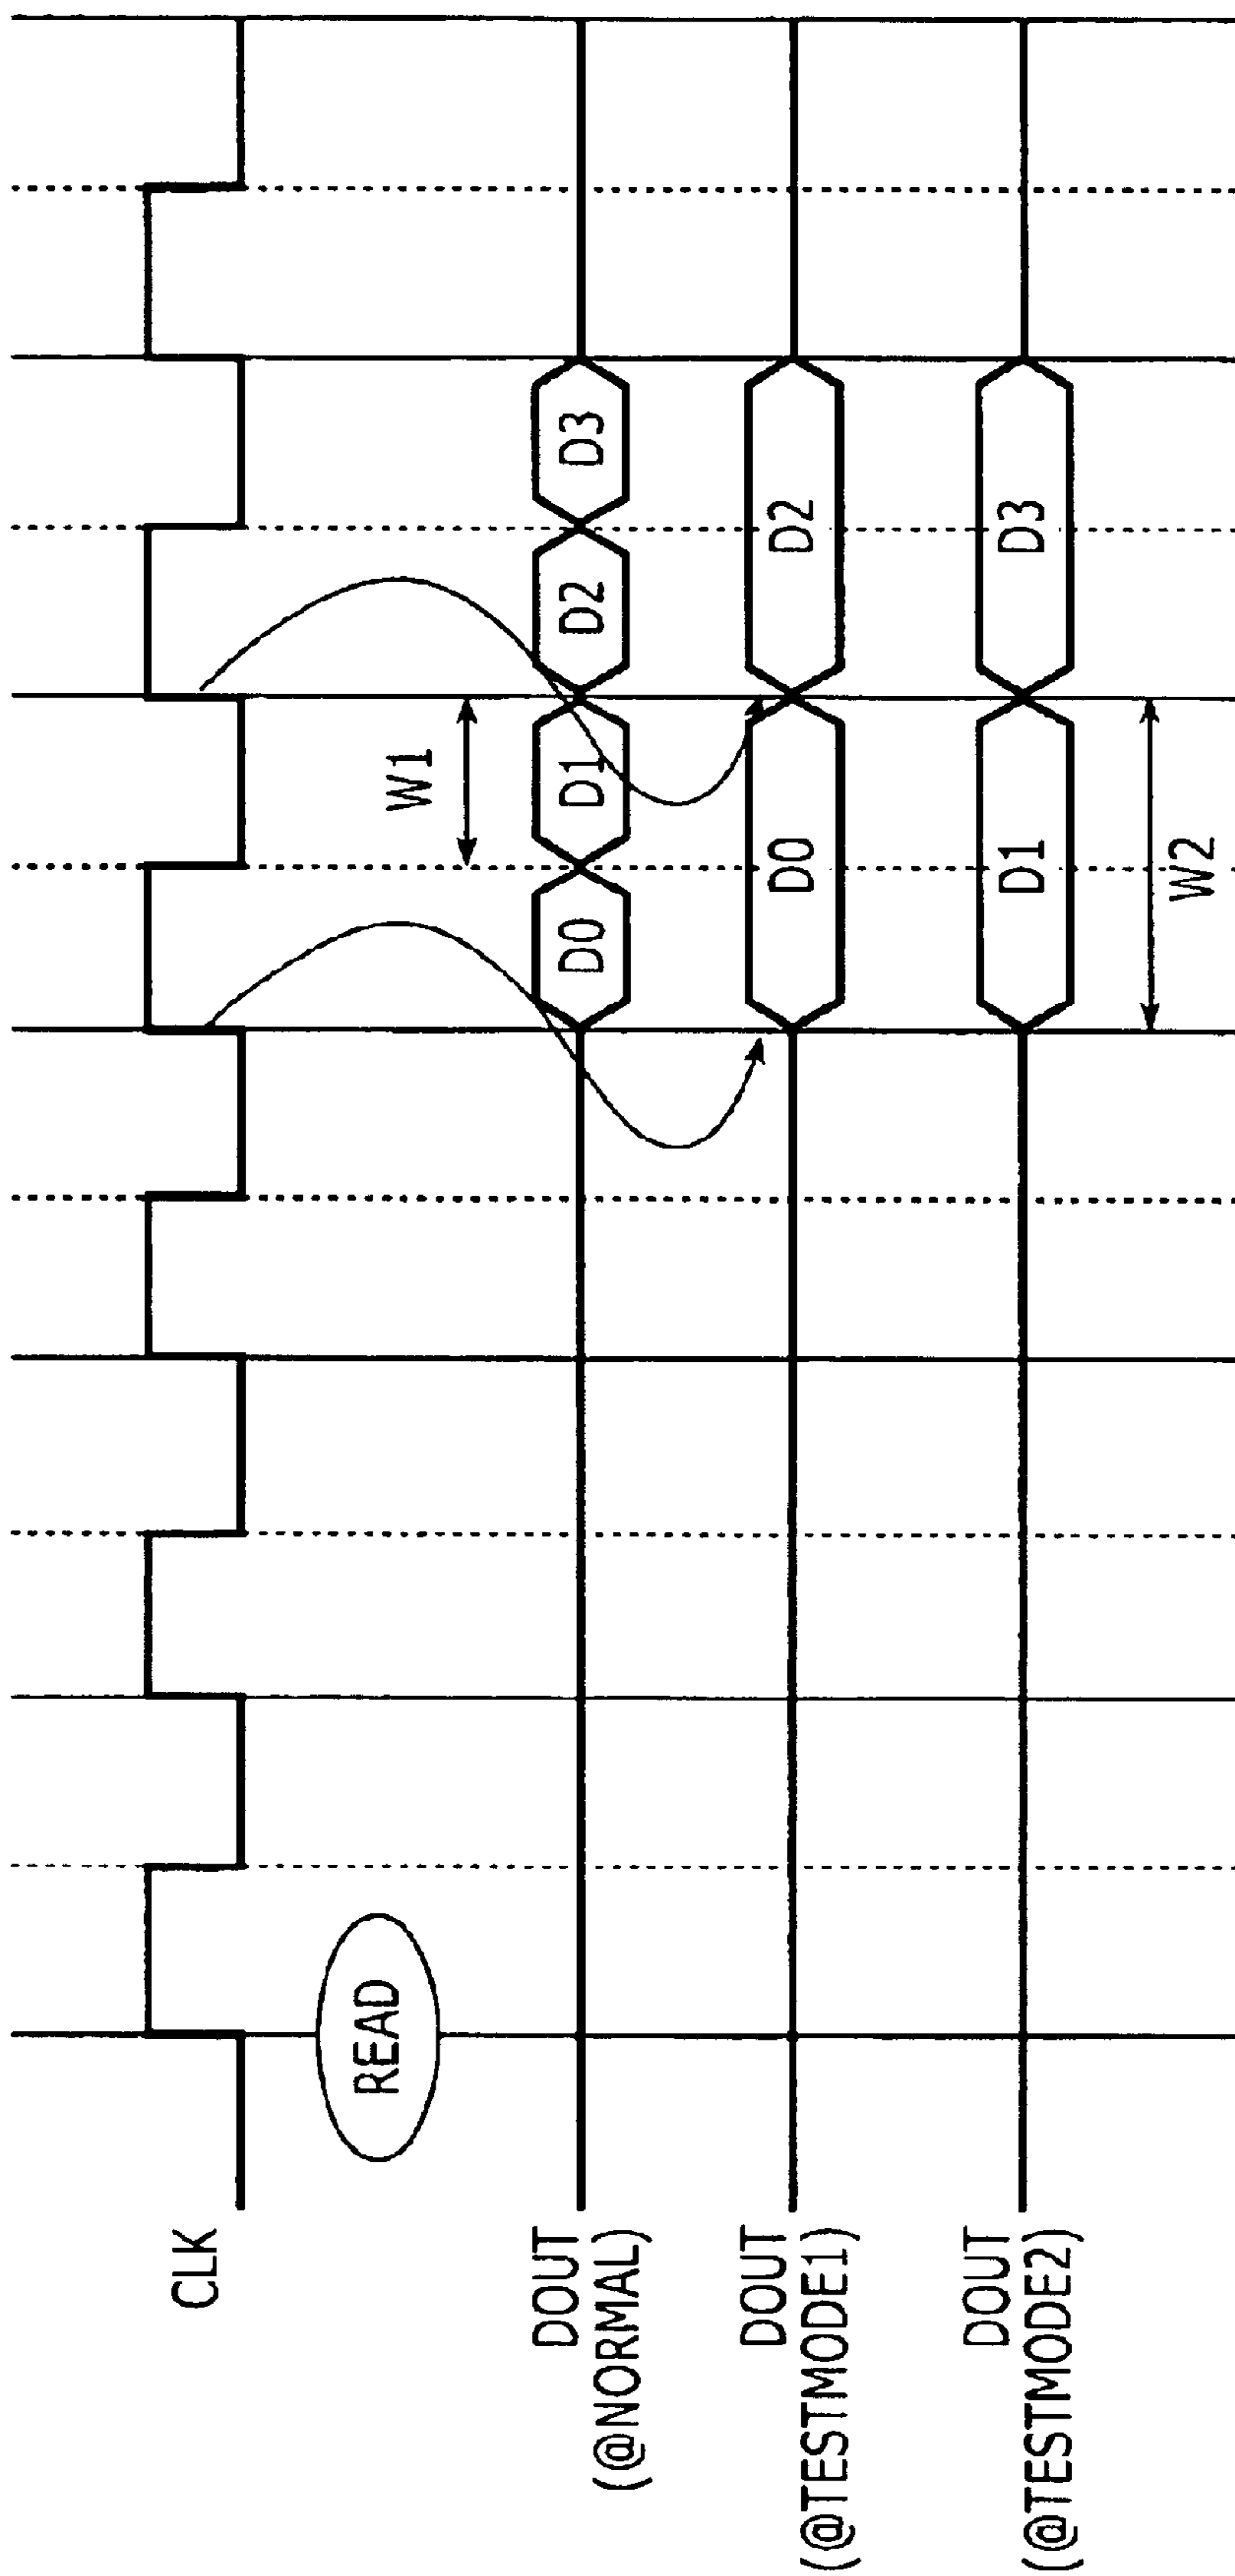 CLK
READ
W1
DOUT
(@NORMAL)
D0
D1
D2
D3
DOUT
(@TESTMODE1)
D0
D2
DOUT
(@TESTMODE2)
D1
D3
W2